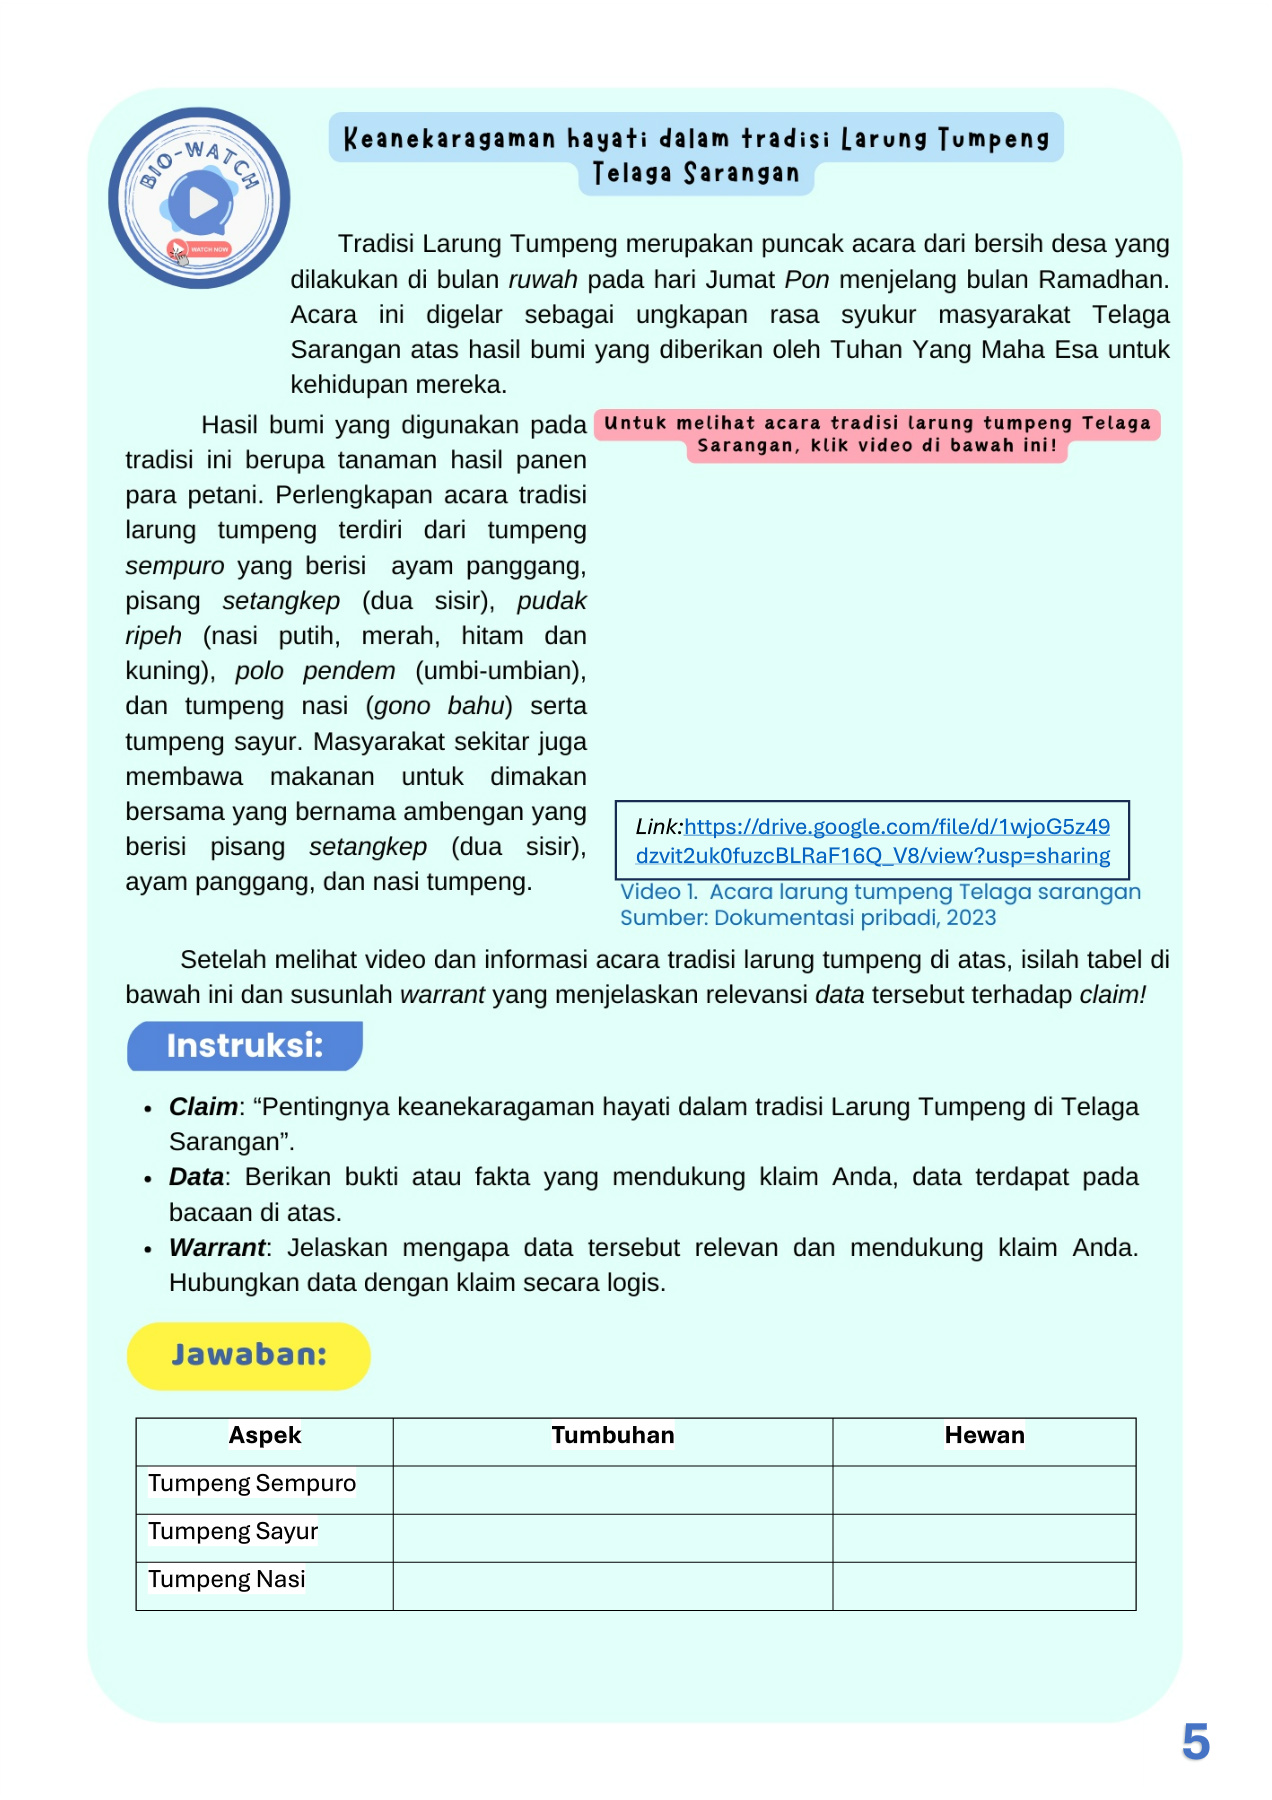 BIO-WATCH
WATCH NOW
Keanekaragaman hayati dalam tradisi Larung Tumpeng
Telaga Sarangan
Tradisi Larung Tumpeng merupakan puncak acara dari bersih desa yang
dilakukan di bulan ruwah pada hari Jumat Pon menjelang bulan Ramadhan.
Acara ini digelar sebagai ungkapan rasa syukur masyarakat Telaga
Sarangan atas hasil bumi yang diberikan oleh Tuhan Yang Maha Esa untuk
kehidupan mereka.
Hasil bumi yang digunakan pada
tradisi ini berupa tanaman hasil panen
para petani. Perlengkapan acara tradisi
larung tumpeng terdiri dari tumpeng
sempuro yang berisi ayam panggang,
pisang setangkep (dua sisir), pudak
ripeh (nasi putih, merah, hitam dan
kuning), polo pendem (umbi-umbian),
dan tumpeng nasi (gono bahu) serta
tumpeng sayur. Masyarakat sekitar juga
membawa makanan untuk dimakan
bersama yang bernama ambengan yang
berisi pisang setangkep (dua sisir),
ayam panggang, dan nasi tumpeng.
Untuk melihat acara tradisi larung tumpeng Telaga
Sarangan, klik video di bawah ini!
Link:https://drive.google.com/file/d/1wjoG5z49
dzvit2uk0fuzcBLRaF16Q_V8/view?usp=sharing
Video 1. Acara larung tumpeng Telaga sarangan
Sumber: Dokumentasi pribadi, 2023
Setelah melihat video dan informasi acara tradisi larung tumpeng di atas, isilah tabel di
bawah ini dan susunlah warrant yang menjelaskan relevansi data tersebut terhadap claim!
Instruksi:
• Claim: “Pentingnya keanekaragaman hayati dalam tradisi Larung Tumpeng di Telaga
Sarangan”.
• Data: Berikan bukti atau fakta yang mendukung klaim Anda, data terdapat pada
bacaan di atas.
• Warrant: Jelaskan mengapa data tersebut relevan dan mendukung klaim Anda.
Hubungkan data dengan klaim secara logis.
Jawaban:
Aspek Tumbuhan Hewan
Tumpeng Sempuro
Tumpeng Sayur
Tumpeng Nasi
5